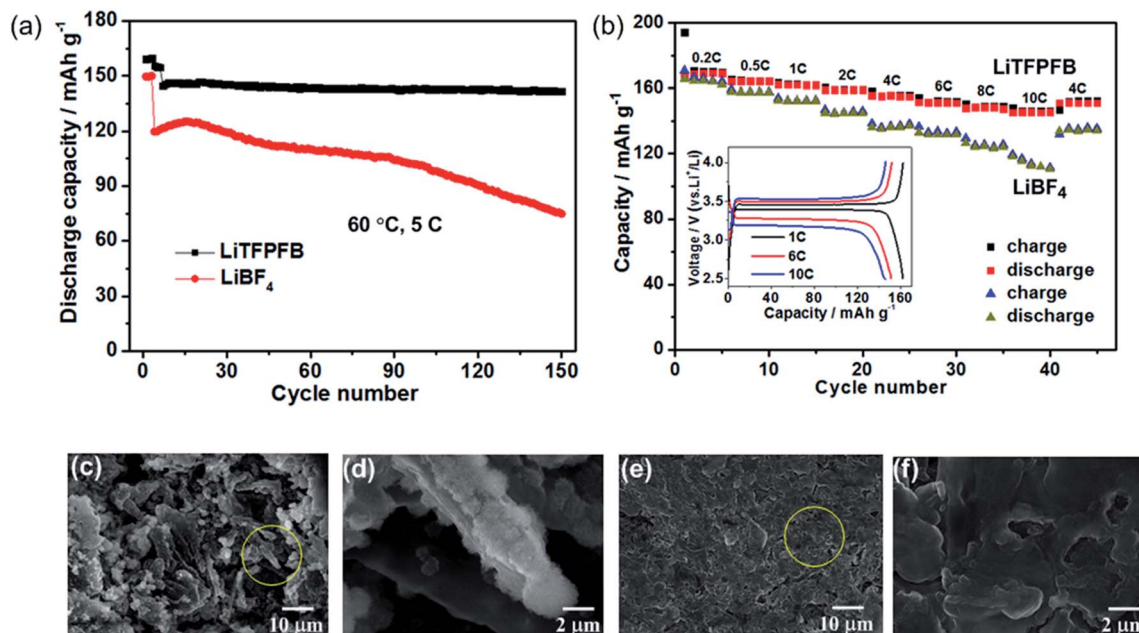 (a)
Discharge capacity / mAh g⁻¹
180
150
120
90
60
30
0
0 30 60 90 120 150
Cycle number
60 °C, 5 C
LiTFPFB
LiBF₄
(b)
Capacity / mAh g⁻¹
200
160
120
80
40
0
0 10 20 30 40
Cycle number
0.2C 0.5C 1C 2C 4C 6C 8C 10C 4C
LiTFPFB
LiBF₄
Voltage / V (vs.Li⁺/Li)
4.0
3.5
3.0
2.5
0 40 80 120 160
Capacity / mAh g⁻¹
1C
6C
10C
charge
discharge
charge
discharge
(c)
10 μm
(d)
2 μm
(e)
10 μm
(f)
2 μm